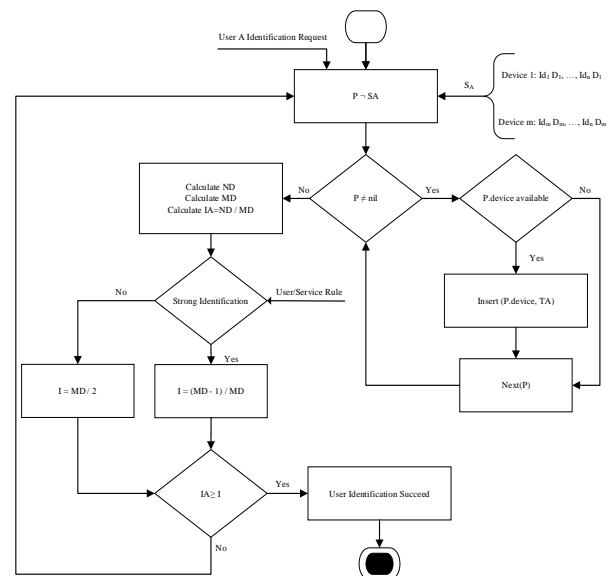 User A Identification Request
P ¬ SA
SA
Device 1: Id1 D1, …, Idn D1
Device m: Idm Dm, …, Idn Dm
P ≠ nil
No
Yes
P.device available
No
Yes
Insert (P.device, TA)
Next(P)
Calculate ND
Calculate MD
Calculate IA=ND / MD
Strong Identification
User/Service Rule
No
Yes
I = MD / 2
I = (MD - 1) / MD
IA≥ I
Yes
No
User Identification Succeed